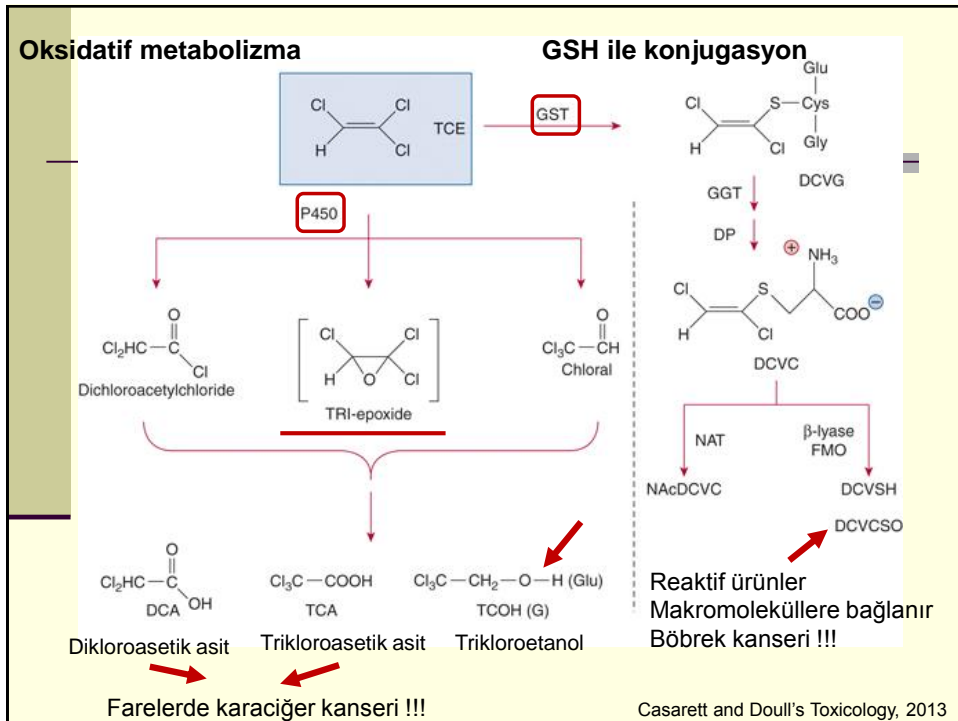 Oksidatif metabolizma
GSH ile konjugasyon
Cl
Cl
H
Cl
TCE
GST
Glu
Cl
S
Cys
H
Cl
Gly
DCVG
P450
GGT
DP
Cl₂HC
C
O
Cl
Dichloroacetylchloride
Cl
Cl
H
O
Cl
TRI-epoxide
O
Cl₃C
CH
Chloral
⊕
NH₃
Cl
S
COO
⊖
H
Cl
DCVC
NAT
β-lyase
FMO
NAcDCVC
DCVSH
DCVCSO
O
Cl₂HC — C
OH
DCA
Cl₃C — COOH
TCA
Cl₃C — CH₂ — O — H (Glu)
TCOH (G)
Dikloroasetik asit
Trikloroasetik asit
Trikloroetanol
Reaktif ürünler
Makromoleküllere bağlanır
Böbrek kanseri !!!
Farelerde karaciğer kanseri !!!
Casarett and Doull's Toxicology, 2013